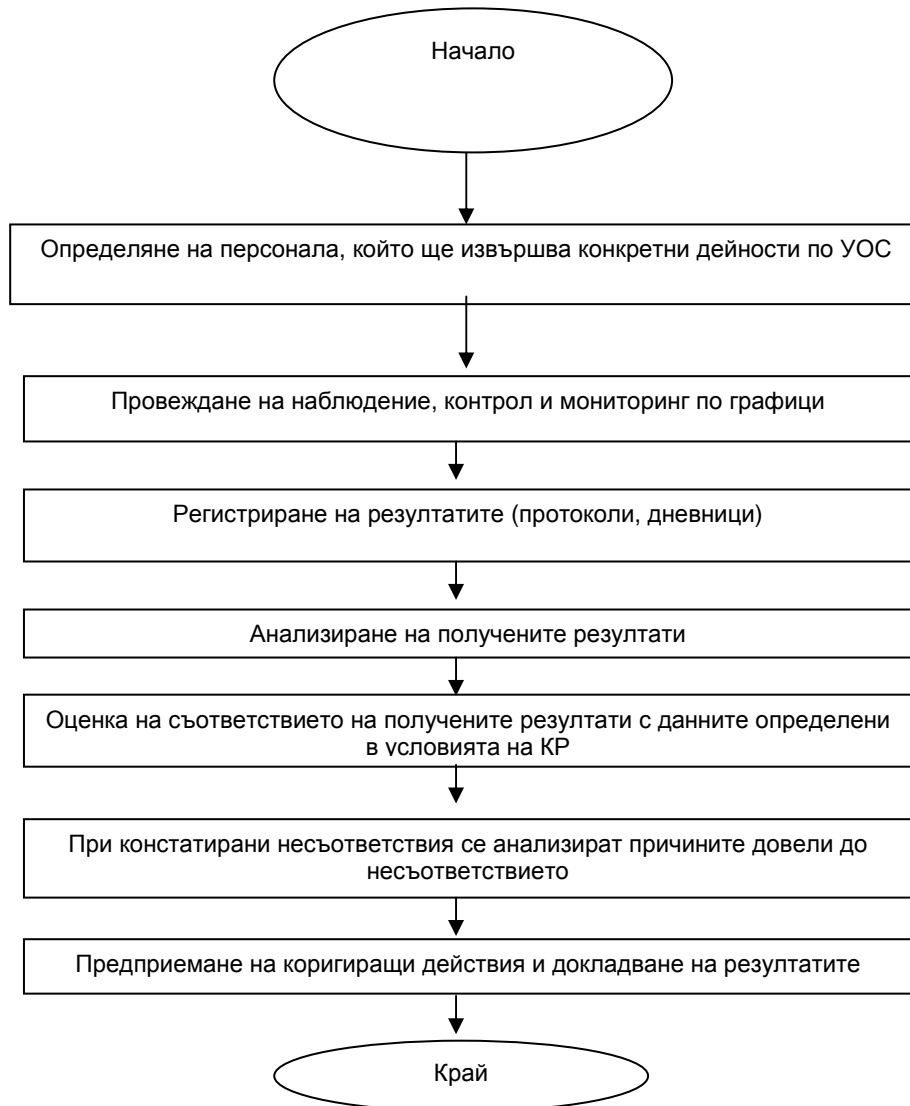 Начало
Определяне на персонала, който ще извършва конкретни дейности по УОС
Провеждане на наблюдение, контрол и мониторинг по графици
Регистриране на резултатите (протоколи, дневници)
Анализиране на получените резултати
Оценка на съответствието на получените резултати с данните определени
в условията на КР
При констатирани несъответствия се анализират причините довели до
несъответствието
Предприемане на коригиращи действия и докладване на резултатите
Край